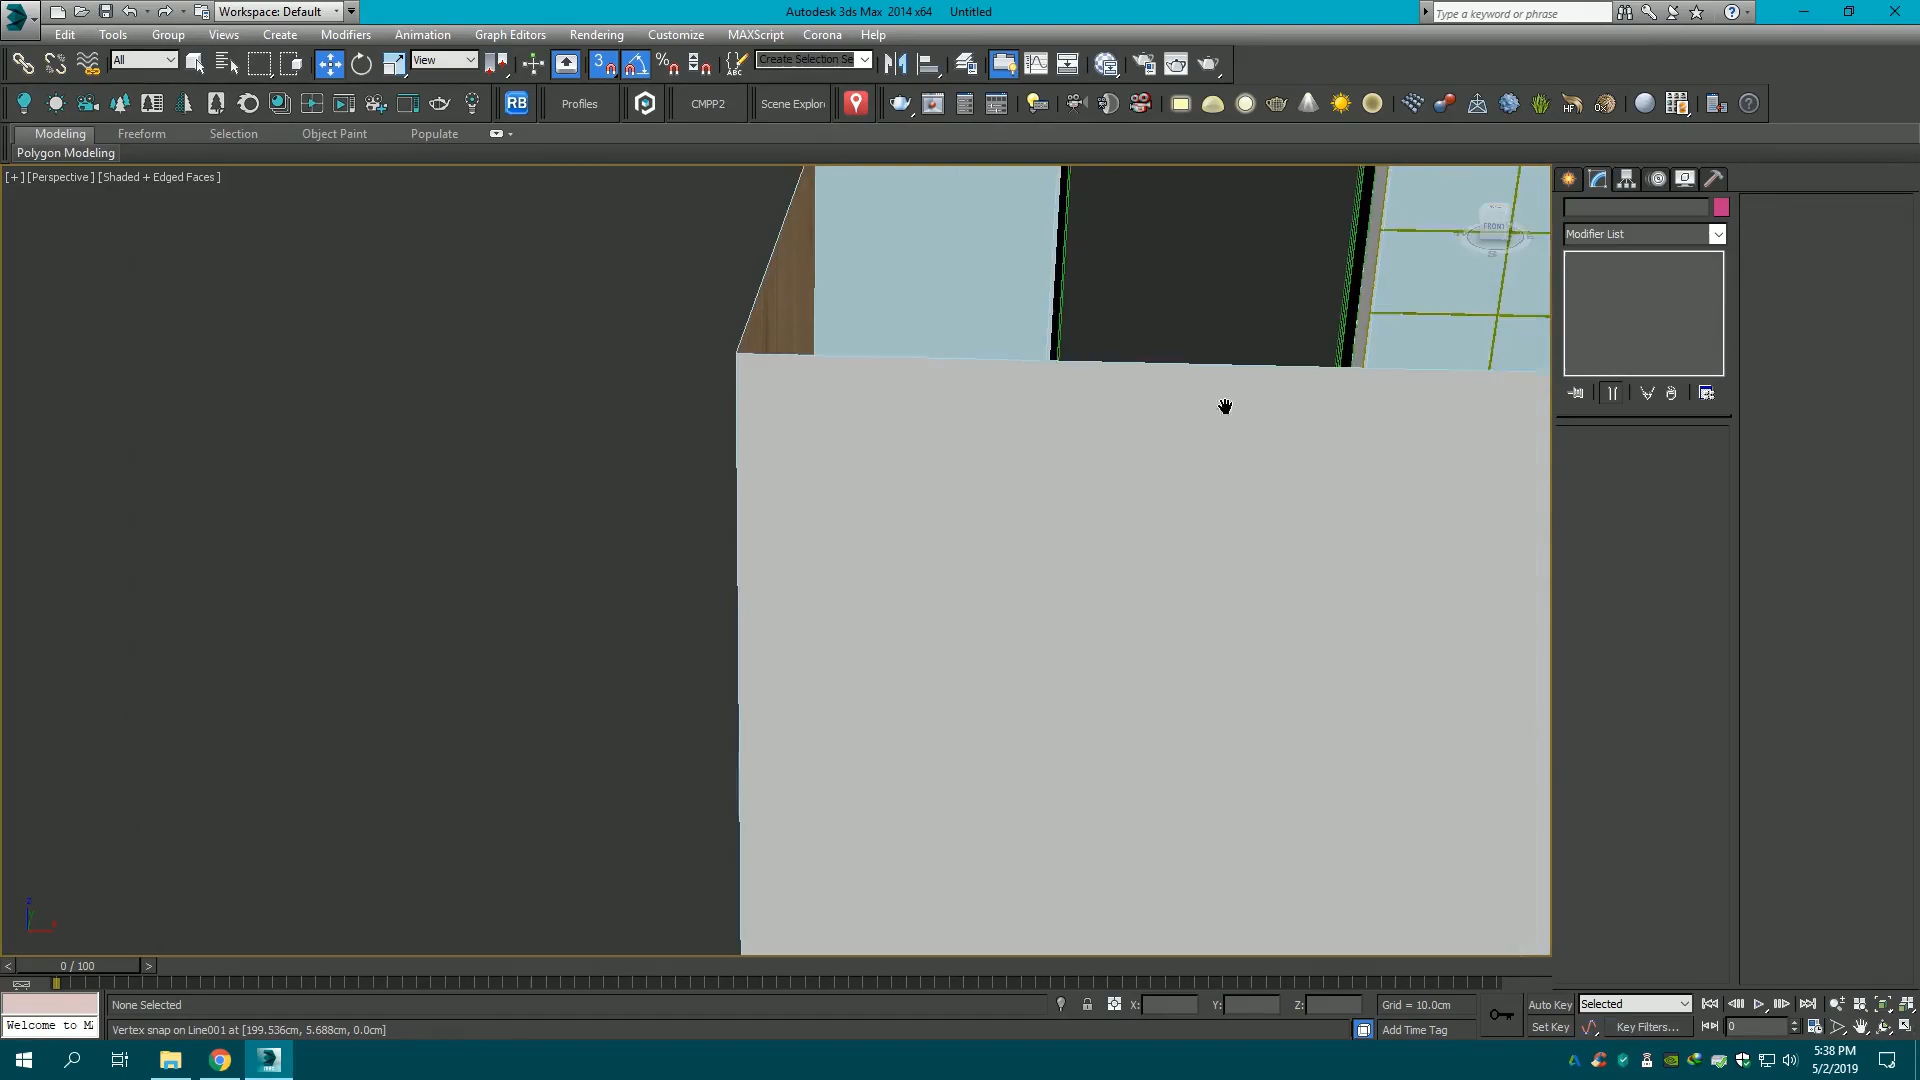 Workspace: Default
Autodesk 3ds Max 2014 x64 Untitled
Type a keyword or phrase
Edit Tools Group Views Create Modifiers Animation Graph Editors Rendering Customize MAXScript Corona Help
All
View
3
ABC
Create Selection Se
RB
Profiles
CMPP2
Scene Explor
HF
Modeling Freeform Selection Object Paint Populate
Polygon Modeling
[+] [Perspective ] [Shaded + Edged Faces ]
FRONT
S
Modifier List
z
x
0 / 100
None Selected
X:
Y:
Z:
Grid = 10.0cm
Auto Key
Selected
Welcome to M
Vertex snap on Line001 at [199.536cm, 5.688cm, 0.0cm]
Add Time Tag
Set Key
Key Filters...
0
5:38 PM
5/2/2019